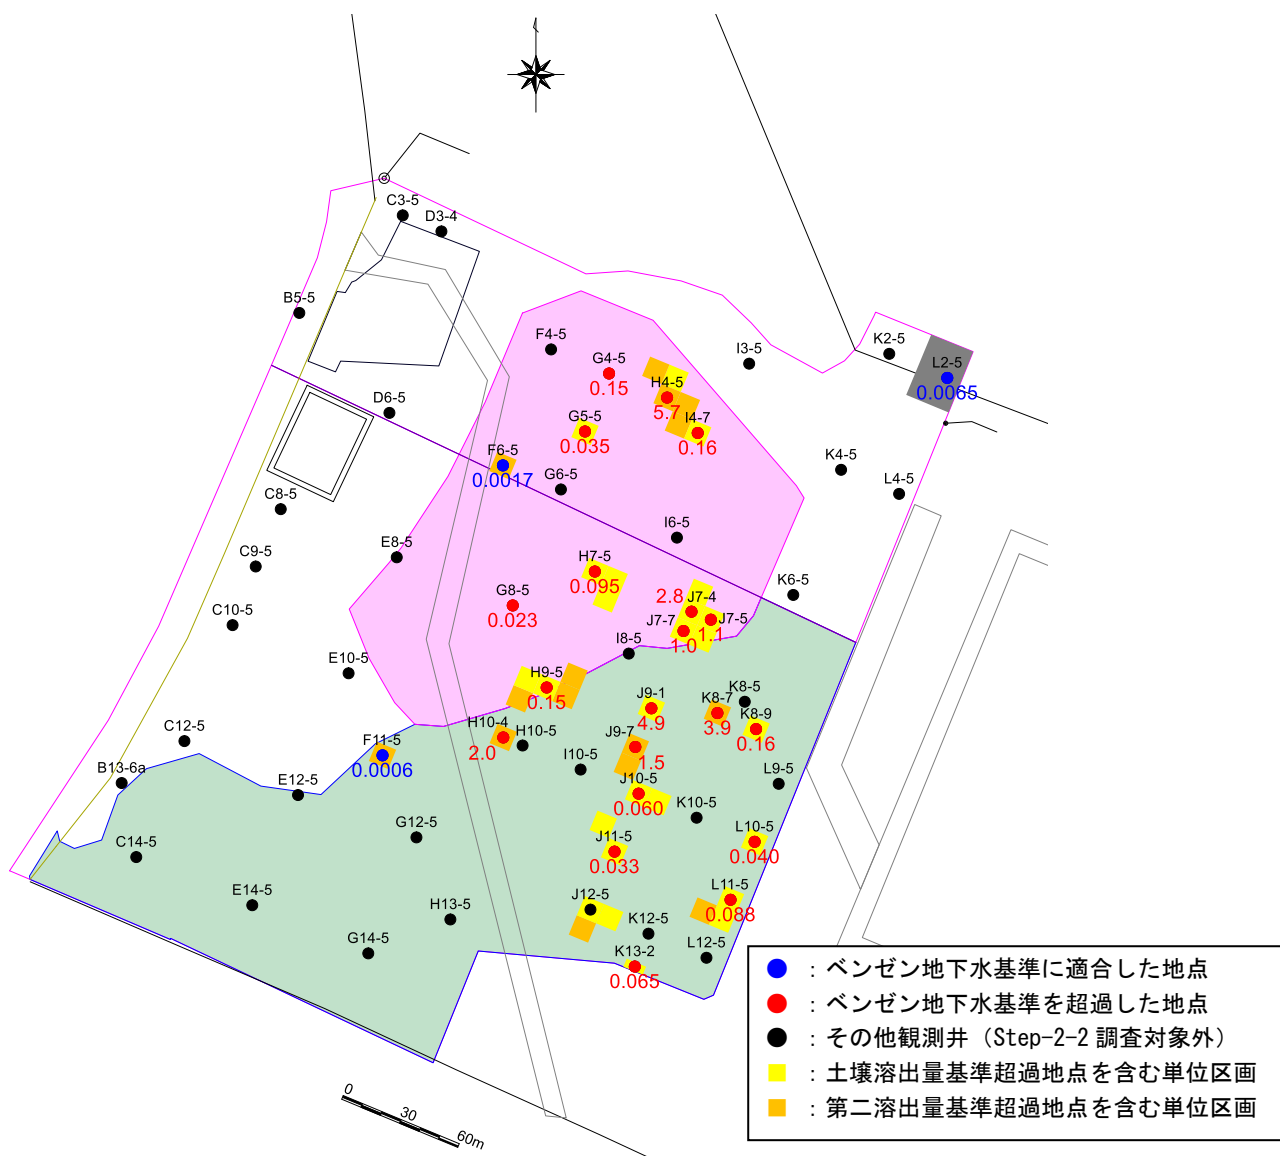 C3-5
D3-4
B5-5
F4-5
G4-5
0.15
I3-5
K2-5
L2-5
0.0065
H4-5
5.7
I4-7
0.16
D6-5
G5-5
0.035
F6-5
0.0017
G6-5
K4-5
L4-5
C8-5
I6-5
E8-5
C9-5
H7-5
0.095
G8-5
0.023
2.8
J7-4
J7-7
J7-5
1.1
1.0
K6-5
C10-5
I8-5
E10-5
H9-5
0.15
J9-1
4.9
K8-7
3.9
K8-5
K8-9
0.16
H10-4
2.0
H10-5
J9-7
1.5
C12-5
F11-5
0.0006
I10-5
B13-6a
E12-5
J10-5
0.060
L9-5
K10-5
G12-5
L10-5
0.040
C14-5
J11-5
0.033
E14-5
H13-5
J12-5
L11-5
0.088
K12-5
G14-5
K13-2
0.065
L12-5
：ベンゼン地下水基準に適合した地点
：ベンゼン地下水基準を超過した地点
：その他観測井（Step-2-2 調査対象外）
：土壌溶出量基準超過地点を含む単位区画
：第二溶出量基準超過地点を含む単位区画
0 30 60m